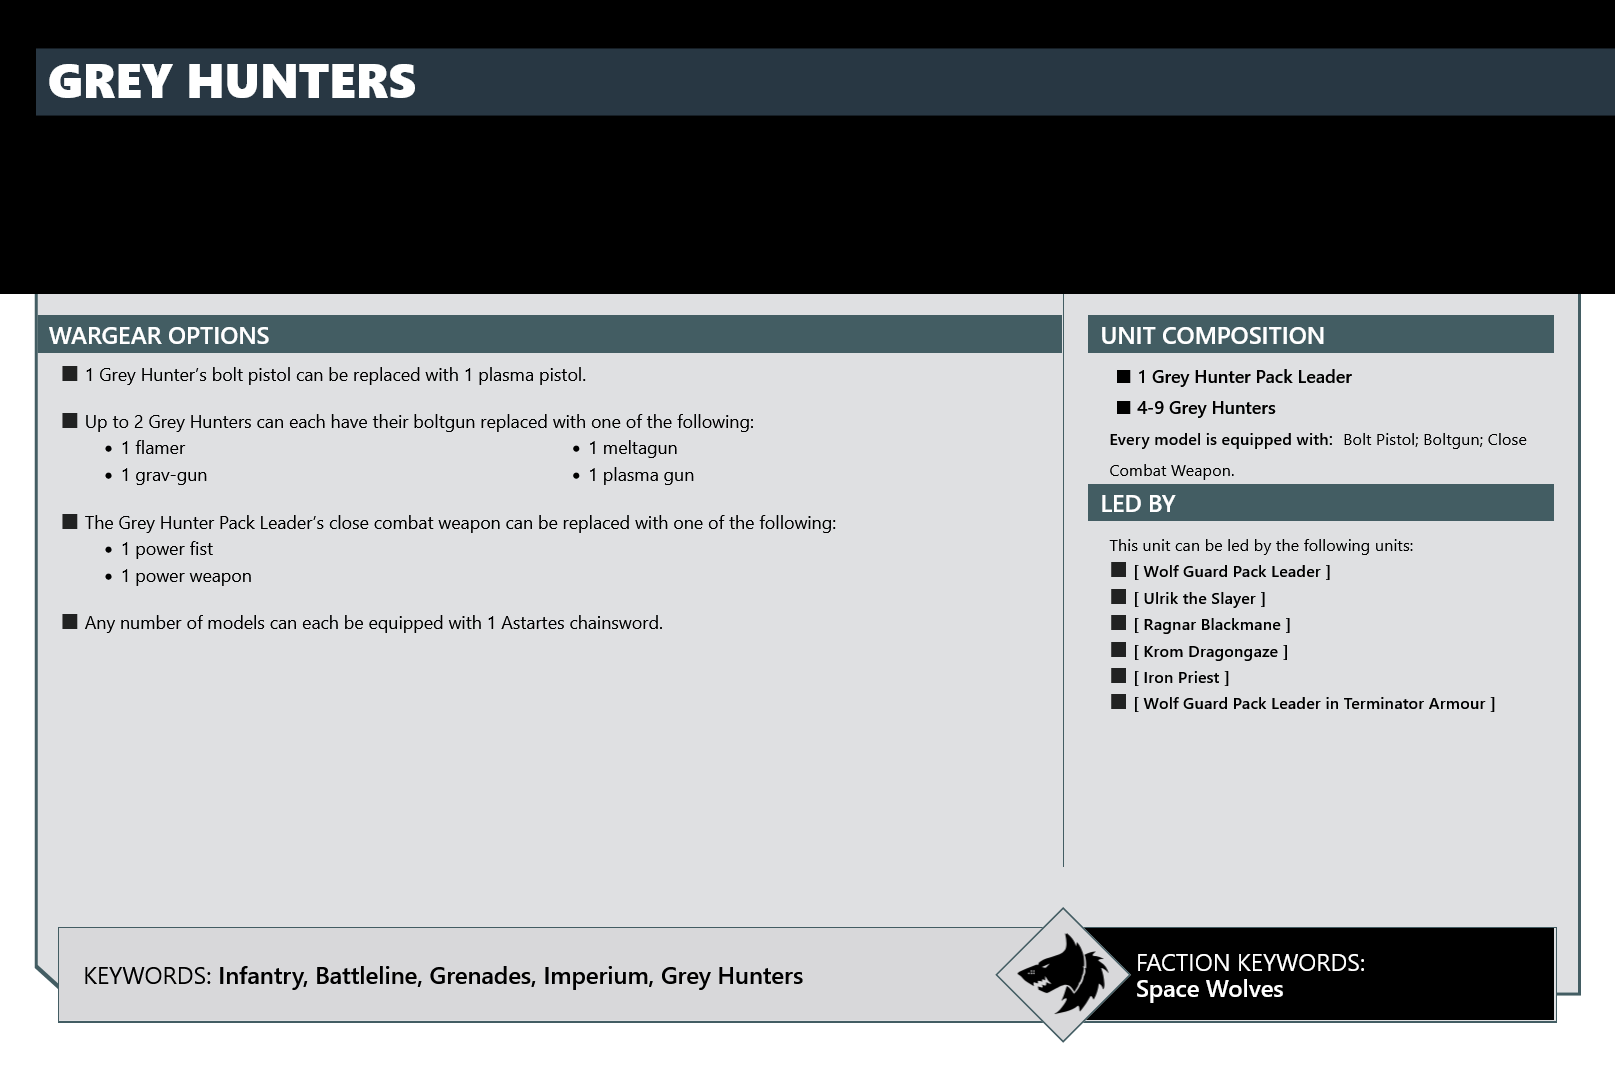 GREY HUNTERS
WARGEAR OPTIONS
■ 1 Grey Hunter’s bolt pistol can be replaced with 1 plasma pistol.
■ Up to 2 Grey Hunters can each have their boltgun replaced with one of the following:
• 1 flamer
• 1 meltagun
• 1 grav-gun
• 1 plasma gun
■ The Grey Hunter Pack Leader’s close combat weapon can be replaced with one of the following:
• 1 power fist
• 1 power weapon
■ Any number of models can each be equipped with 1 Astartes chainsword.
UNIT COMPOSITION
■ 1 Grey Hunter Pack Leader
■ 4-9 Grey Hunters
Every model is equipped with: Bolt Pistol; Boltgun; Close
Combat Weapon.
LED BY
This unit can be led by the following units:
■ [ Wolf Guard Pack Leader ]
■ [ Ulrik the Slayer ]
■ [ Ragnar Blackmane ]
■ [ Krom Dragongaze ]
■ [ Iron Priest ]
■ [ Wolf Guard Pack Leader in Terminator Armour ]
KEYWORDS: Infantry, Battleline, Grenades, Imperium, Grey Hunters
FACTION KEYWORDS:
Space Wolves